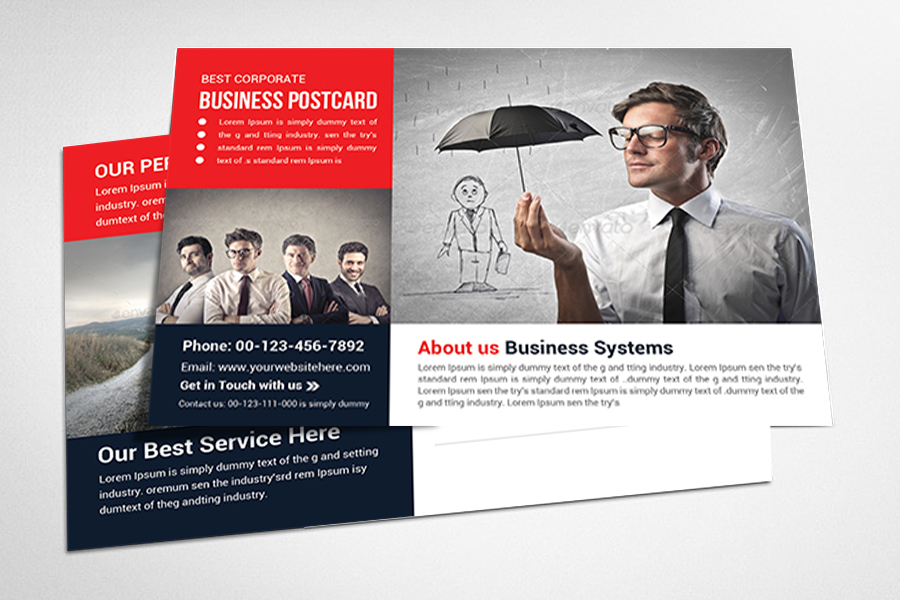 BEST CORPORATE
BUSINESS POSTCARD
Lorem Ipsum is simply dummy text of
the g and tting industry. sen the try's
standard rem Ipsum is simply dummy
text of .s standard rem Ipsum is
Phone: 00-123-456-7892
Email: www.yourwebsitehere.com
Get in Touch with us
Contact us: 00-123-111-000 is simply dummy
About us Business Systems
Lorem Ipsum sen the try's standard simply dummy text of the g and tting industry. Lorem Ipsum sen the try's
standard rem Ipsum is simply dummy text of ..dummy text of the g and tting industry.
Lorem Ipsum sen the try's standard rem Ipsum is simply dummy text of .dummy text of the
g and tting industry. Lorem Ipsum sen the try's
OUR PER
Lorem Ipsum i
industry. orem
dumtext of the
Our Best Service Here
Lorem Ipsum is simply dummy text of the g and setting
industry. oremum sen the industry'srd rem Ipsum isy
dumtext of theg andting industry.
envato